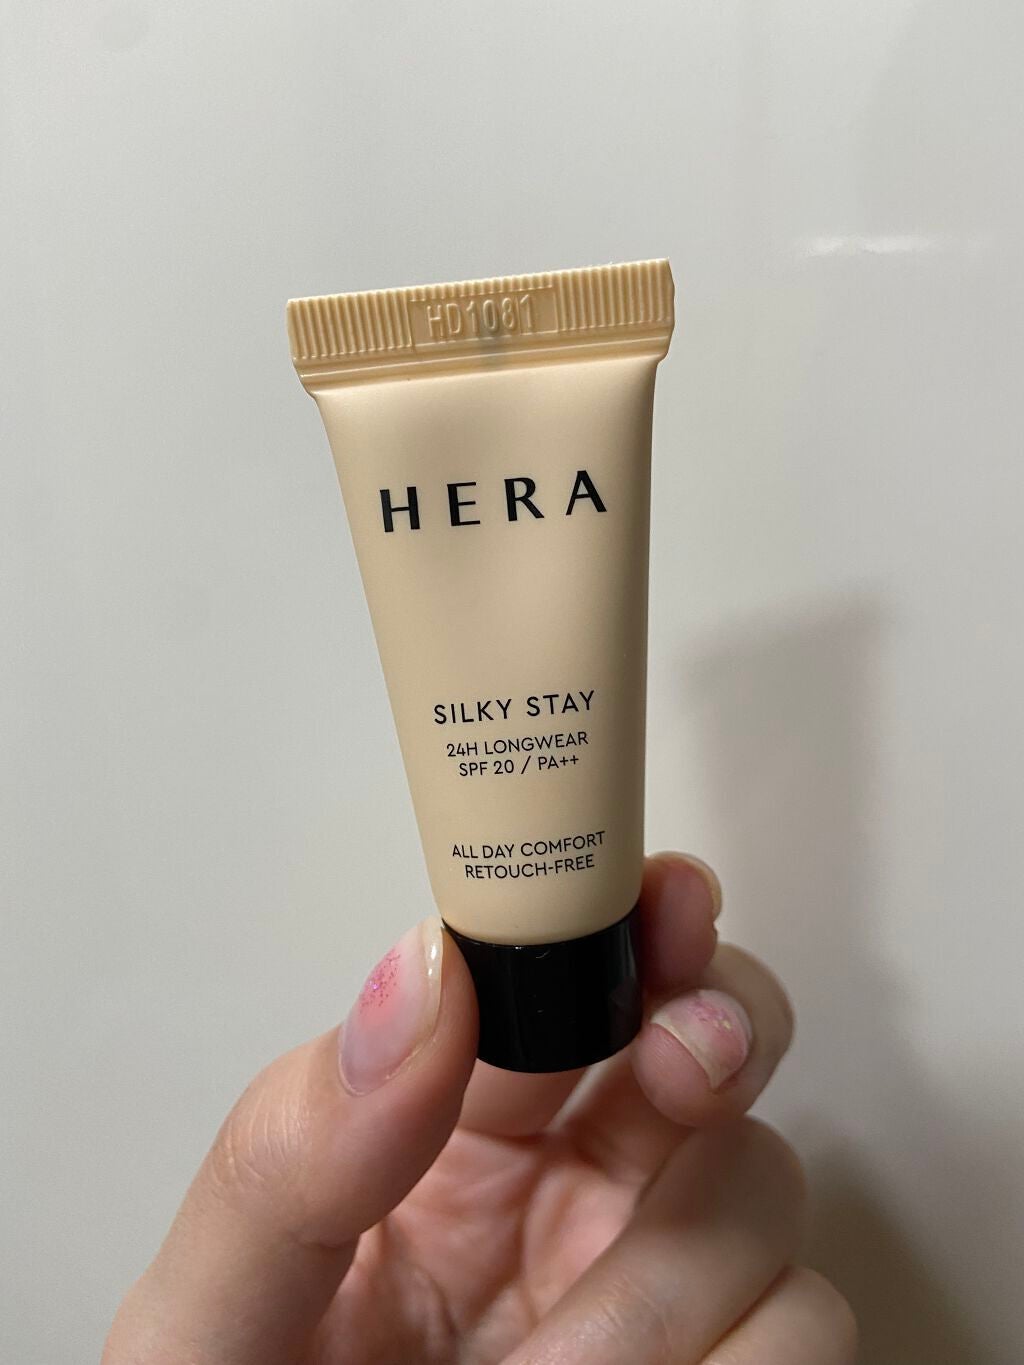 HD1081
HERA
SILKY STAY
24H LONGWEAR
SPF 20 / PA++
ALL DAY COMFORT
RETOUCH-FREE